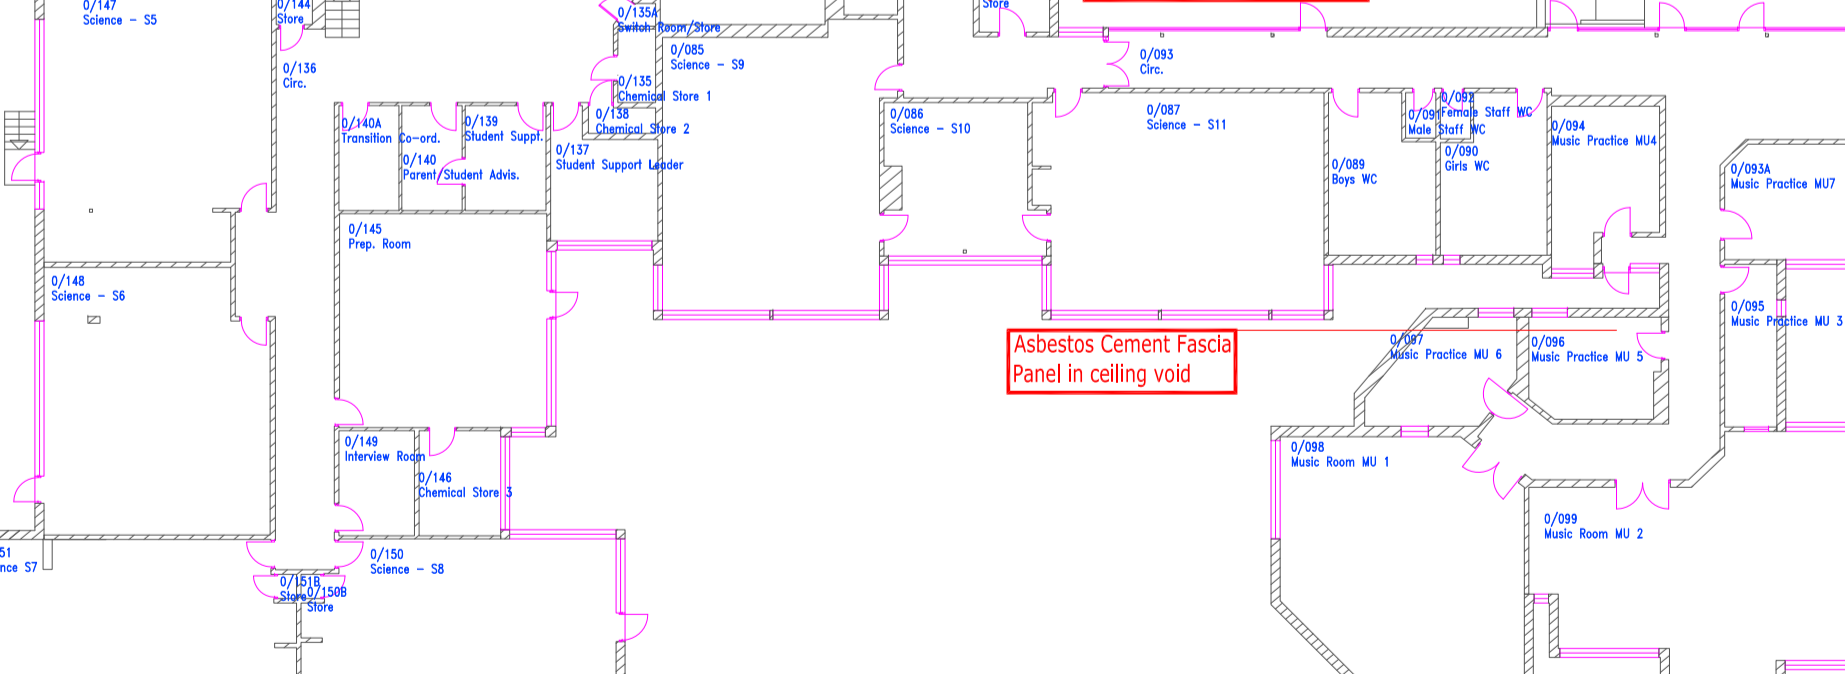 0/147
Science - S5
0/144
Store
0/136
Circ.
0/135A
Switch Room/Store
0/085
Science - S9
0/135
Chemical Store 1
0/138
Chemical Store 2
Store
0/093
Circ.
0/140A
Transition Co-ord.
0/140
Parent/Student Advis.
0/139
Student Suppt.
0/137
Student Support Leader
0/086
Science - S10
0/087
Science - S11
0/089
Boys WC
0/091
Male Staff WC
0/092
Female Staff WC
0/090
Girls WC
0/094
Music Practice MU4
0/093A
Music Practice MU7
0/145
Prep. Room
0/148
Science - S6
0/095
Music Practice MU 3
Asbestos Cement Fascia
Panel in ceiling void
0/097
Music Practice MU 6
0/096
Music Practice MU 5
0/149
Interview Room
0/146
Chemical Store 3
0/098
Music Room MU 1
0/099
Music Room MU 2
51
nce S7
0/150
Science - S8
0/151B
Store
0/150B
Store